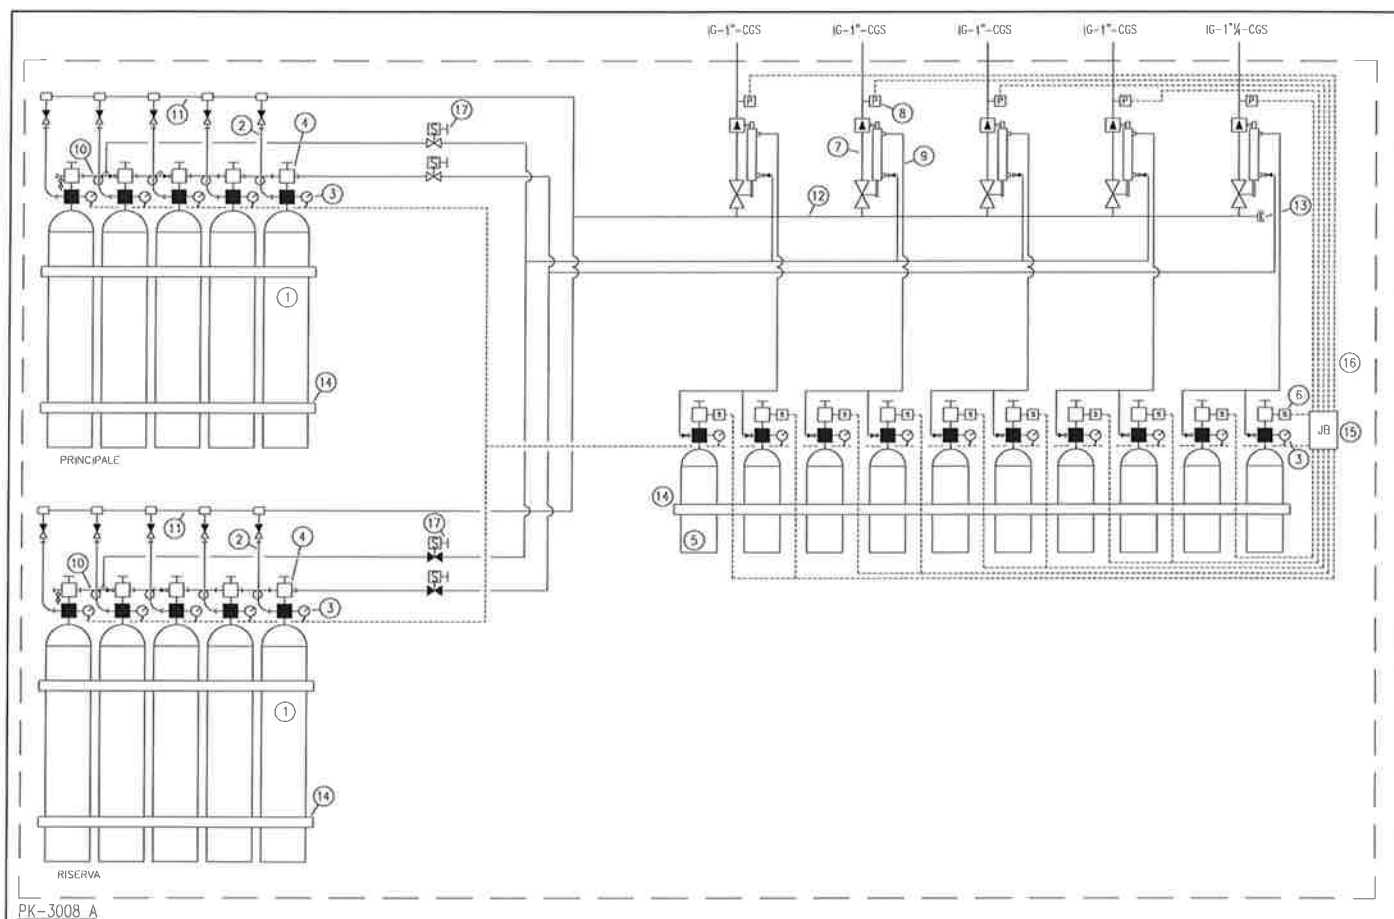 IG-1"-CGS IG-1"-CGS IG-1"-CGS IG-1"-CGS IG-1"¼-CGS
P P P P P
17
11 2 4 S
8
10 S 7 9
3
12 13
1
16
14
6
S S S S S S S S S S
JB 15
3
PRINCIPALE
14
11 2 17
4 S 5
10 S
3
1
14
RISERVA
PK-3008 A